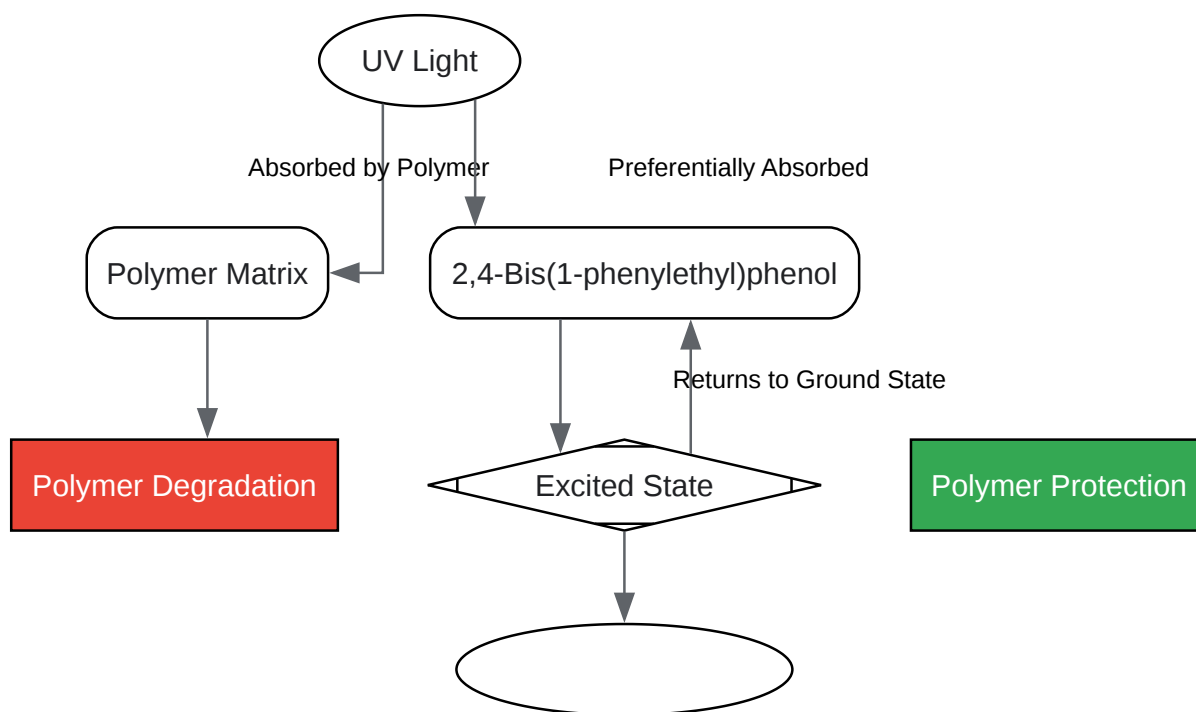 UV Light
Absorbed by Polymer
Preferentially Absorbed
Polymer Matrix
2,4-Bis(1-phenylethyl)phenol
Returns to Ground State
Polymer Degradation
Excited State
Polymer Protection